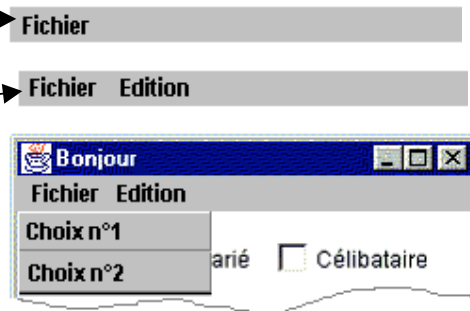 Fichier
Fichier Edition
Bonjour
Fichier Edition
Choix n°1
arié Célibataire
Choix n°2